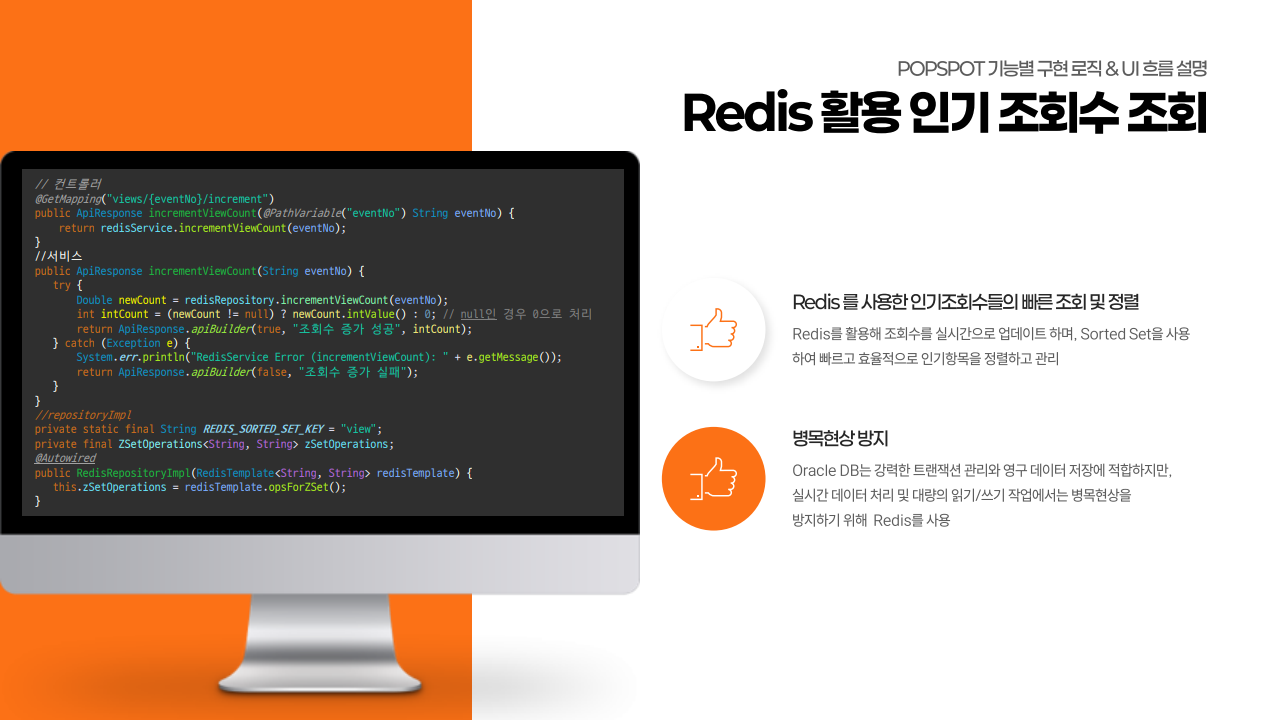 POPSPOT 기능별 구현 로직 & UI 흐름 설명
Redis 활용 인기 조회수 조회
// 컨트롤러
@GetMapping("views/{eventNo}/increment")
public ApiResponse incrementViewCount(@PathVariable("eventNo") String eventNo) {
    return redisService.incrementViewCount(eventNo);
}
//서비스
public ApiResponse incrementViewCount(String eventNo) {
   try {
       Double newCount = redisRepository.incrementViewCount(eventNo);
       int intCount = (newCount != null) ? newCount.intValue() : 0; // null인 경우 0으로 처리
       return ApiResponse.apiBuilder(true, "조회수 증가 성공", intCount);
   } catch (Exception e) {
       System.err.println("RedisService Error (incrementViewCount): " + e.getMessage());
       return ApiResponse.apiBuilder(false, "조회수 증가 실패");
   }
}
//repositoryImpl
private static final String REDIS_SORTED_SET_KEY = "view";
private final ZSetOperations<String, String> zSetOperations;
@Autowired
public RedisRepositoryImpl(RedisTemplate<String, String> redisTemplate) {
   this.zSetOperations = redisTemplate.opsForZSet();
}
Redis 를 사용한 인기조회수들의 빠른 조회 및 정렬
Redis를 활용해 조회수를 실시간으로 업데이트 하며, Sorted Set을 사용
하여 빠르고 효율적으로 인기항목을 정렬하고 관리
병목현상 방지
Oracle DB는 강력한 트랜잭션 관리와 영구 데이터 저장에 적합하지만,
실시간 데이터 처리 및 대량의 읽기/쓰기 작업에서는 병목현상을
방지하기 위해  Redis를 사용